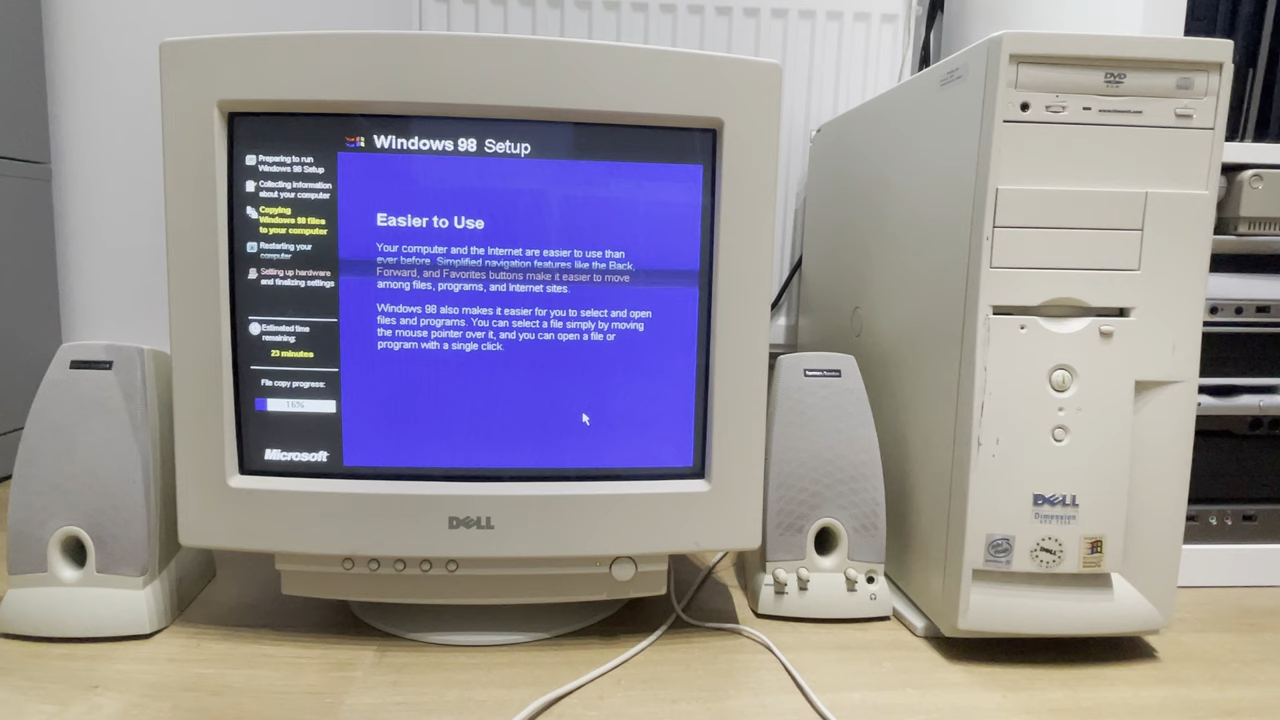 Windows 98 Setup
Preparing to run
Windows 98 Setup
Collecting information
about your computer
Copying
Windows 98 files
to your computer
Restarting your
computer
Setting up hardware
and finalizing settings
Estimated time
remaining:
23 minutes
File copy progress:
16%
Microsoft
Easier to Use
Your computer and the Internet are easier to use than
ever before. Simplified navigation features like the Back,
Forward, and Favorites buttons make it easier to move
among files, programs, and Internet sites.
Windows 98 also makes it easier for you to select and open
files and programs. You can select a file simply by moving
the mouse pointer over it, and you can open a file or
program with a single click.
DELL
harman/kardon
DVD
ROM
DELL
Dimension
DELL